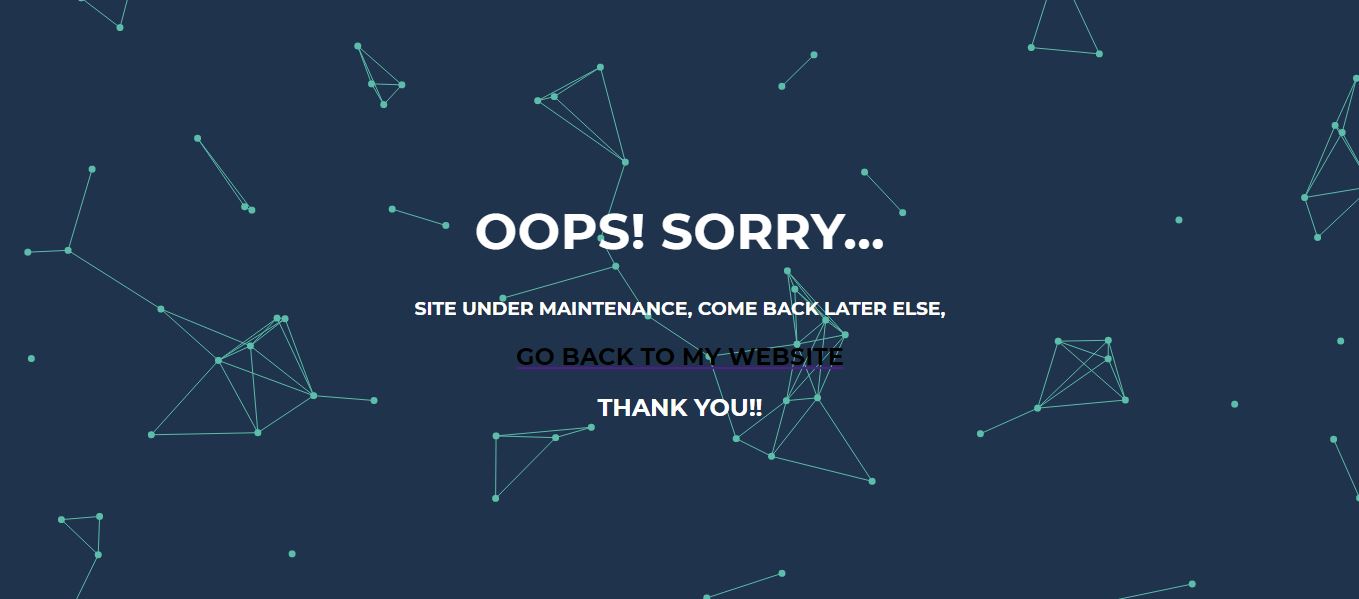 OOPS! SORRY...
SITE UNDER MAINTENANCE, COME BACK LATER ELSE,
GO BACK TO MY WEBSITE
THANK YOU!!